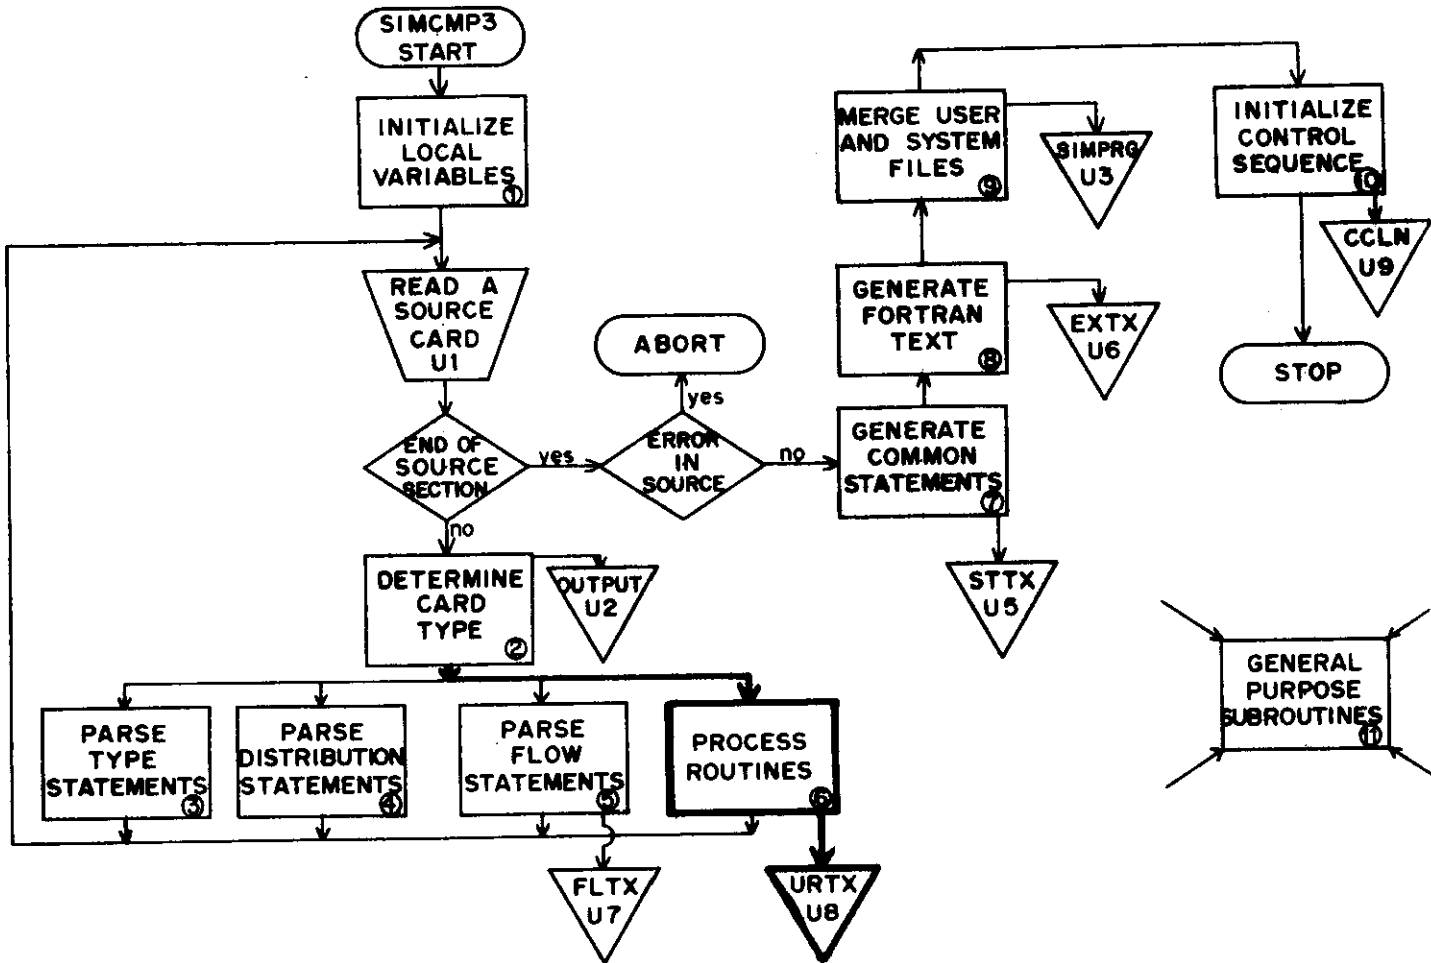 SIMCMP3
START
INITIALIZE
LOCAL
VARIABLES
①
READ A
SOURCE
CARD
U1
END OF
SOURCE
SECTION
yes
no
ERROR
IN
SOURCE
yes
no
ABORT
DETERMINE
CARD
TYPE
②
OUTPUT
U2
PARSE
TYPE
STATEMENTS
③
PARSE
DISTRIBUTION
STATEMENTS
④
PARSE
FLOW
STATEMENTS
⑤
PROCESS
ROUTINES
⑥
FLTX
U7
URTX
U8
GENERATE
COMMON
STATEMENTS
⑦
STTX
U5
GENERATE
FORTRAN
TEXT
⑧
EXTX
U6
MERGE USER
AND SYSTEM
FILES
⑨
SIMPRG
U3
INITIALIZE
CONTROL
SEQUENCE
⑩
CCLN
U9
STOP
GENERAL
PURPOSE
SUBROUTINES
⑪